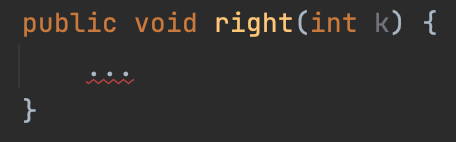 public void right(int k) {
...
}